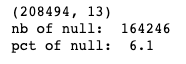 (208494, 13)
nb of null:  164246
pct of null:  6.1